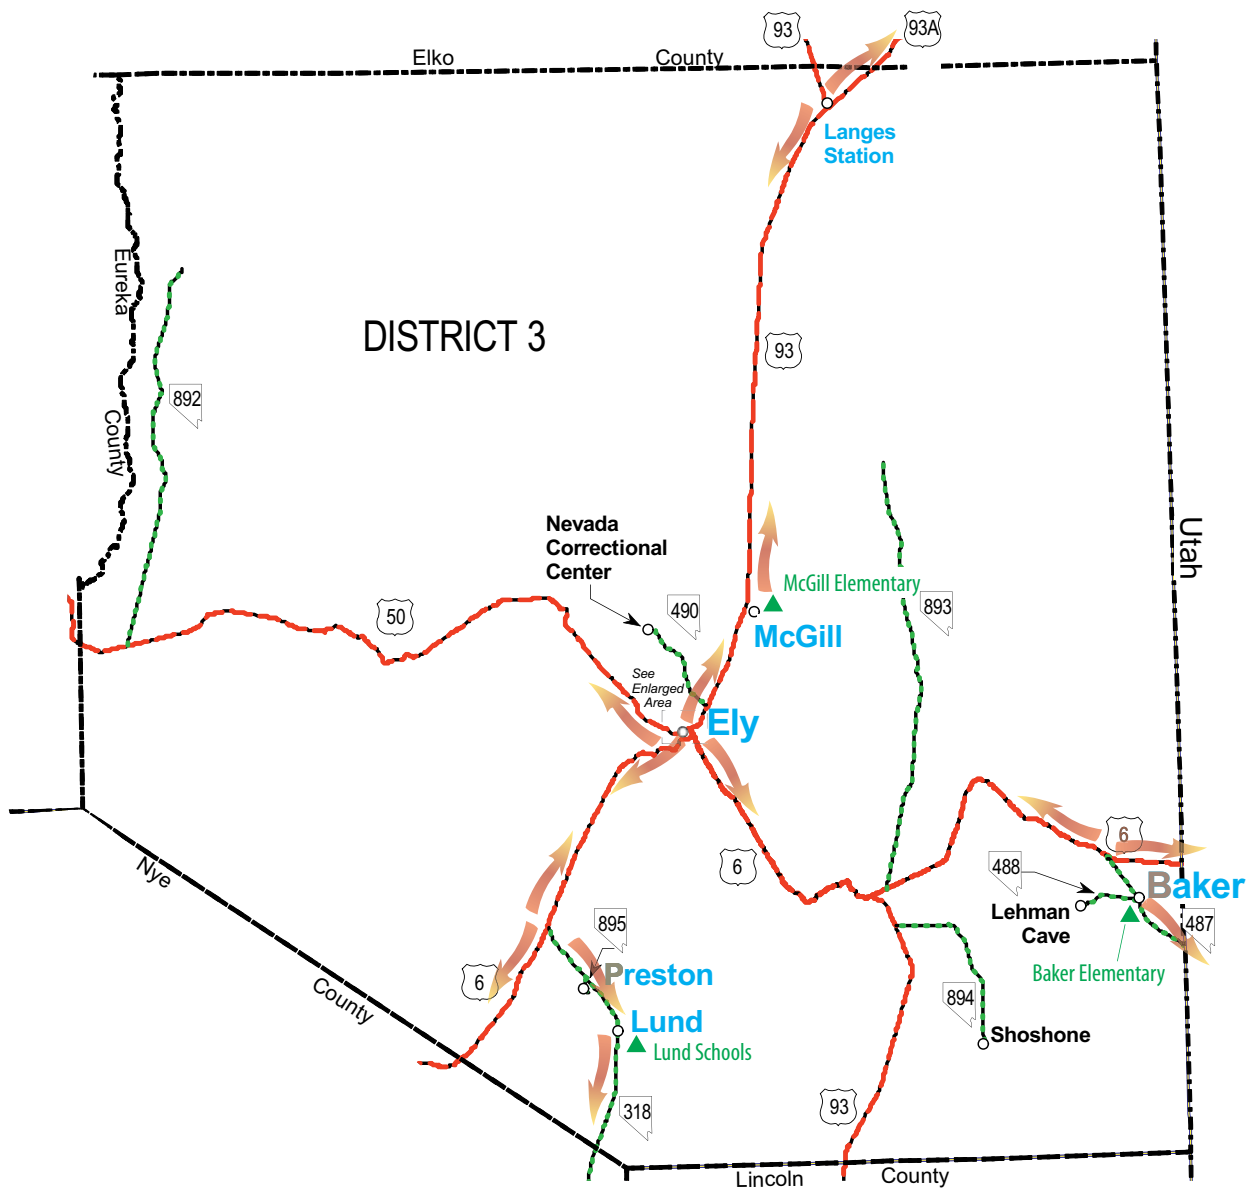 93
93A
Elko
County
Langes
Station
Eureka
County
DISTRICT 3
93
892
Utah
Nevada
Correctional
Center
McGill Elementary
490
50
893
McGill
See
Enlarged
Area
Ely
6
6
Nye
488
Baker
Lehman
Cave
487
895
Baker Elementary
Preston
6
County
894
Lund
Shoshone
Lund Schools
318
93
Lincoln
County